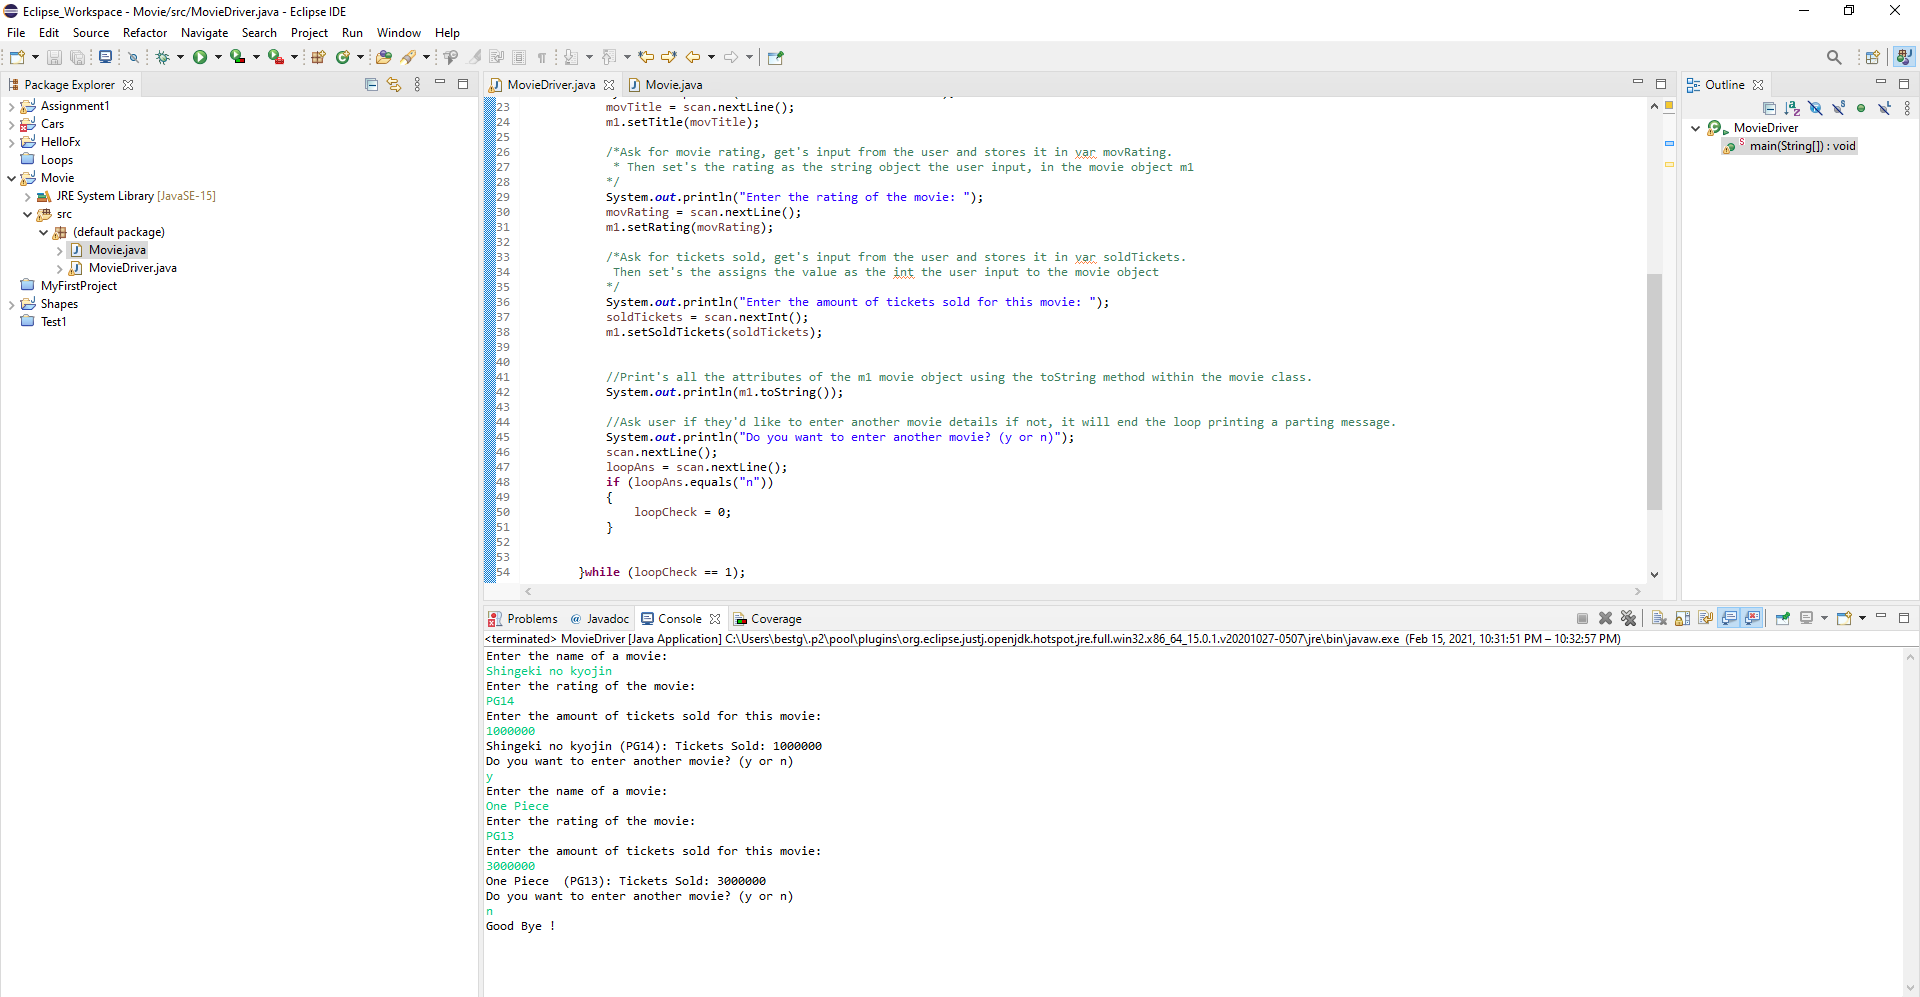 Eclipse_Workspace - Movie/src/MovieDriver.java - Eclipse IDE
File Edit Source Refactor Navigate Search Project Run Window Help
Package Explorer
Assignment1
Cars
HelloFx
Loops
Movie
JRE System Library [JavaSE-15]
src
(default package)
Movie.java
MovieDriver.java
MyFirstProject
Shapes
Test1
MovieDriver.java Movie.java
23 movTitle = scan.nextLine();
24 m1.setTitle(movTitle);
25
26 /*Ask for movie rating, get's input from the user and stores it in var movRating.
27 * Then set's the rating as the string object the user input, in the movie object m1
28 */
29 System.out.println("Enter the rating of the movie: ");
30 movRating = scan.nextLine();
31 m1.setRating(movRating);
32
33 /*Ask for tickets sold, get's input from the user and stores it in var soldTickets.
34 Then set's the assigns the value as the int the user input to the movie object
35 */
36 System.out.println("Enter the amount of tickets sold for this movie: ");
37 soldTickets = scan.nextInt();
38 m1.setSoldTickets(soldTickets);
39
40
41 //Print's all the attributes of the m1 movie object using the toString method within the movie class.
42 System.out.println(m1.toString());
43
44 //Ask user if they'd like to enter another movie details if not, it will end the loop printing a parting message.
45 System.out.println("Do you want to enter another movie? (y or n)");
46 scan.nextLine();
47 loopAns = scan.nextLine();
48 if (loopAns.equals("n"))
49 {
50 loopCheck = 0;
51 }
52
53
54 }while (loopCheck == 1);
Outline
MovieDriver
main(String[]) : void
Problems @ Javadoc Console Coverage
<terminated> MovieDriver [Java Application] C:\Users\bestg\.p2\pool\plugins\org.eclipse.justj.openjdk.hotspot.jre.full.win32.x86_64_15.0.1.v20201027-0507\jre\bin\javaw.exe (Feb 15, 2021, 10:31:51 PM – 10:32:57 PM)
Enter the name of a movie:
Shingeki no kyojin
Enter the rating of the movie:
PG14
Enter the amount of tickets sold for this movie:
1000000
Shingeki no kyojin (PG14): Tickets Sold: 1000000
Do you want to enter another movie? (y or n)
y
Enter the name of a movie:
One Piece
Enter the rating of the movie:
PG13
Enter the amount of tickets sold for this movie:
3000000
One Piece  (PG13): Tickets Sold: 3000000
Do you want to enter another movie? (y or n)
n
Good Bye !